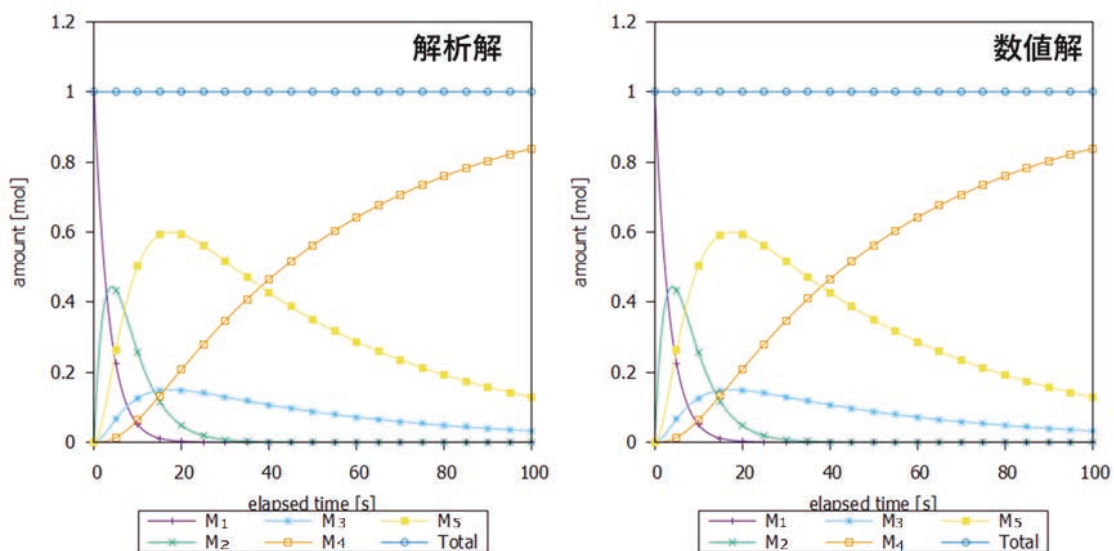 解析解
1.2
1
0.8
0.6
0.4
0.2
0
amount [mol]
0 20 40 60 80 100
elapsed time [s]
M1 M3 M5
M2 M4 Total
数値解
1.2
1
0.8
0.6
0.4
0.2
0
amount [mol]
0 20 40 60 80 100
elapsed time [s]
M1 M3 M5
M2 M4 Total